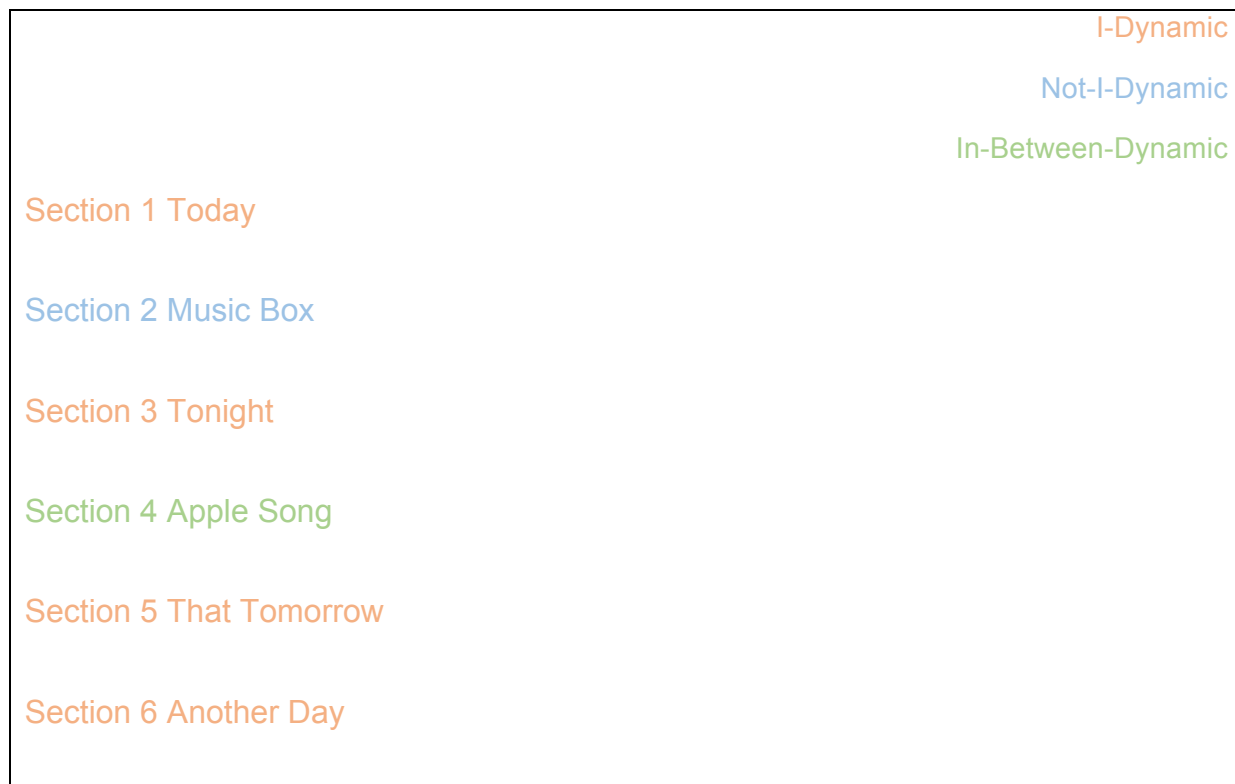 I-Dynamic
Not-I-Dynamic
In-Between-Dynamic
Section 1 Today
Section 2 Music Box
Section 3 Tonight
Section 4 Apple Song
Section 5 That Tomorrow
Section 6 Another Day